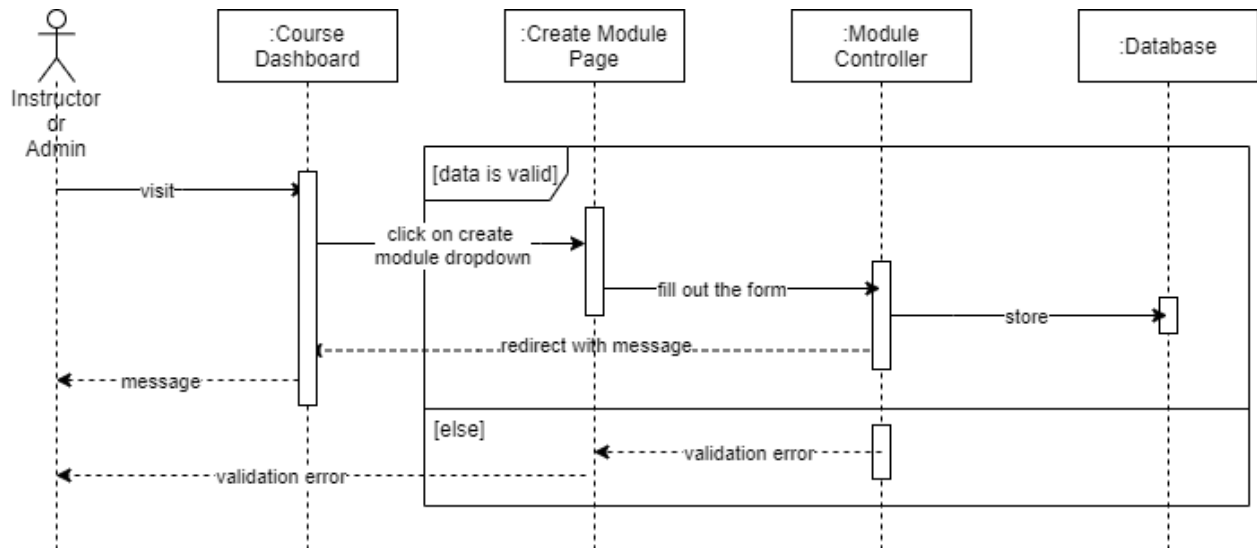 :Course
Dashboard
:Create Module
Page
:Module
Controller
:Database
Instructor
dr
Admin
[data is valid]
visit
click on create
module dropdown
fill out the form
store
redirect with message
message
[else]
validation error
validation error